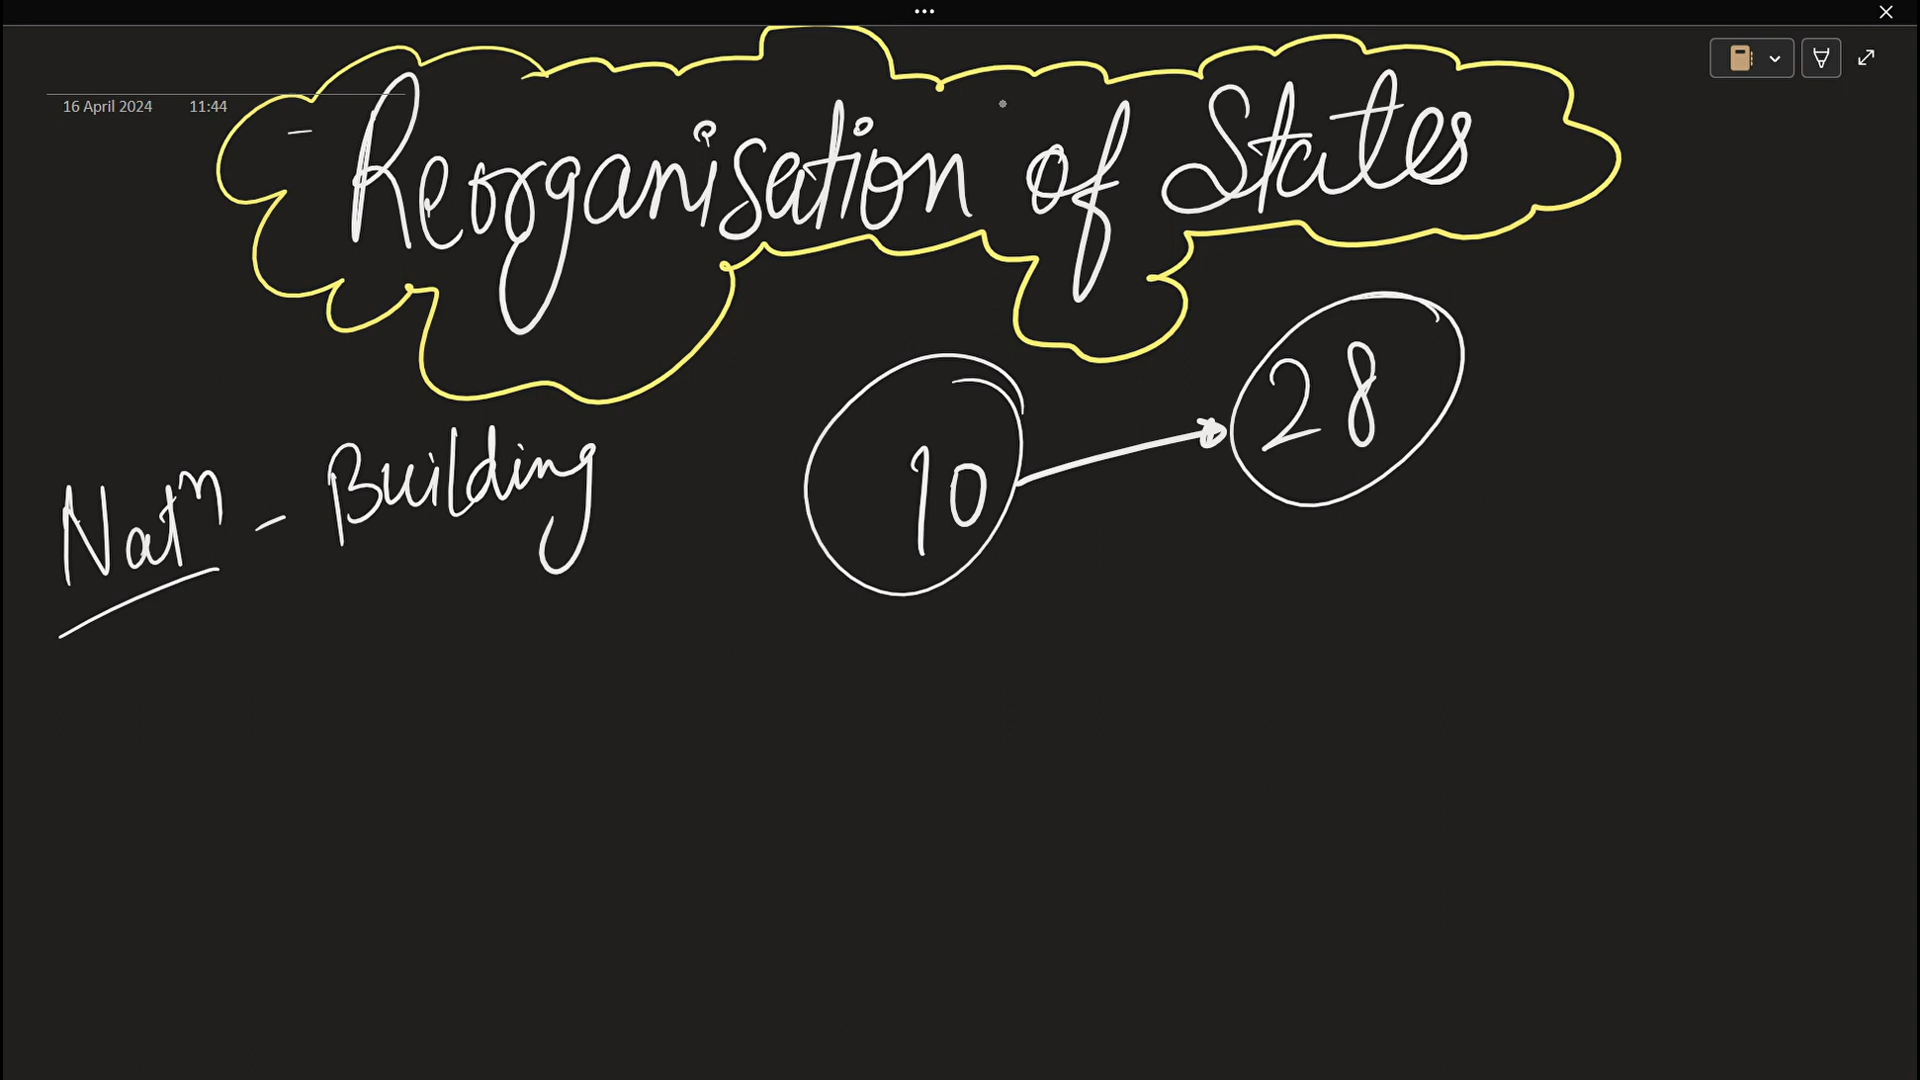 16 April 2024 11:44
- Reorganisation of States
10 → 28
Natⁿ - Building